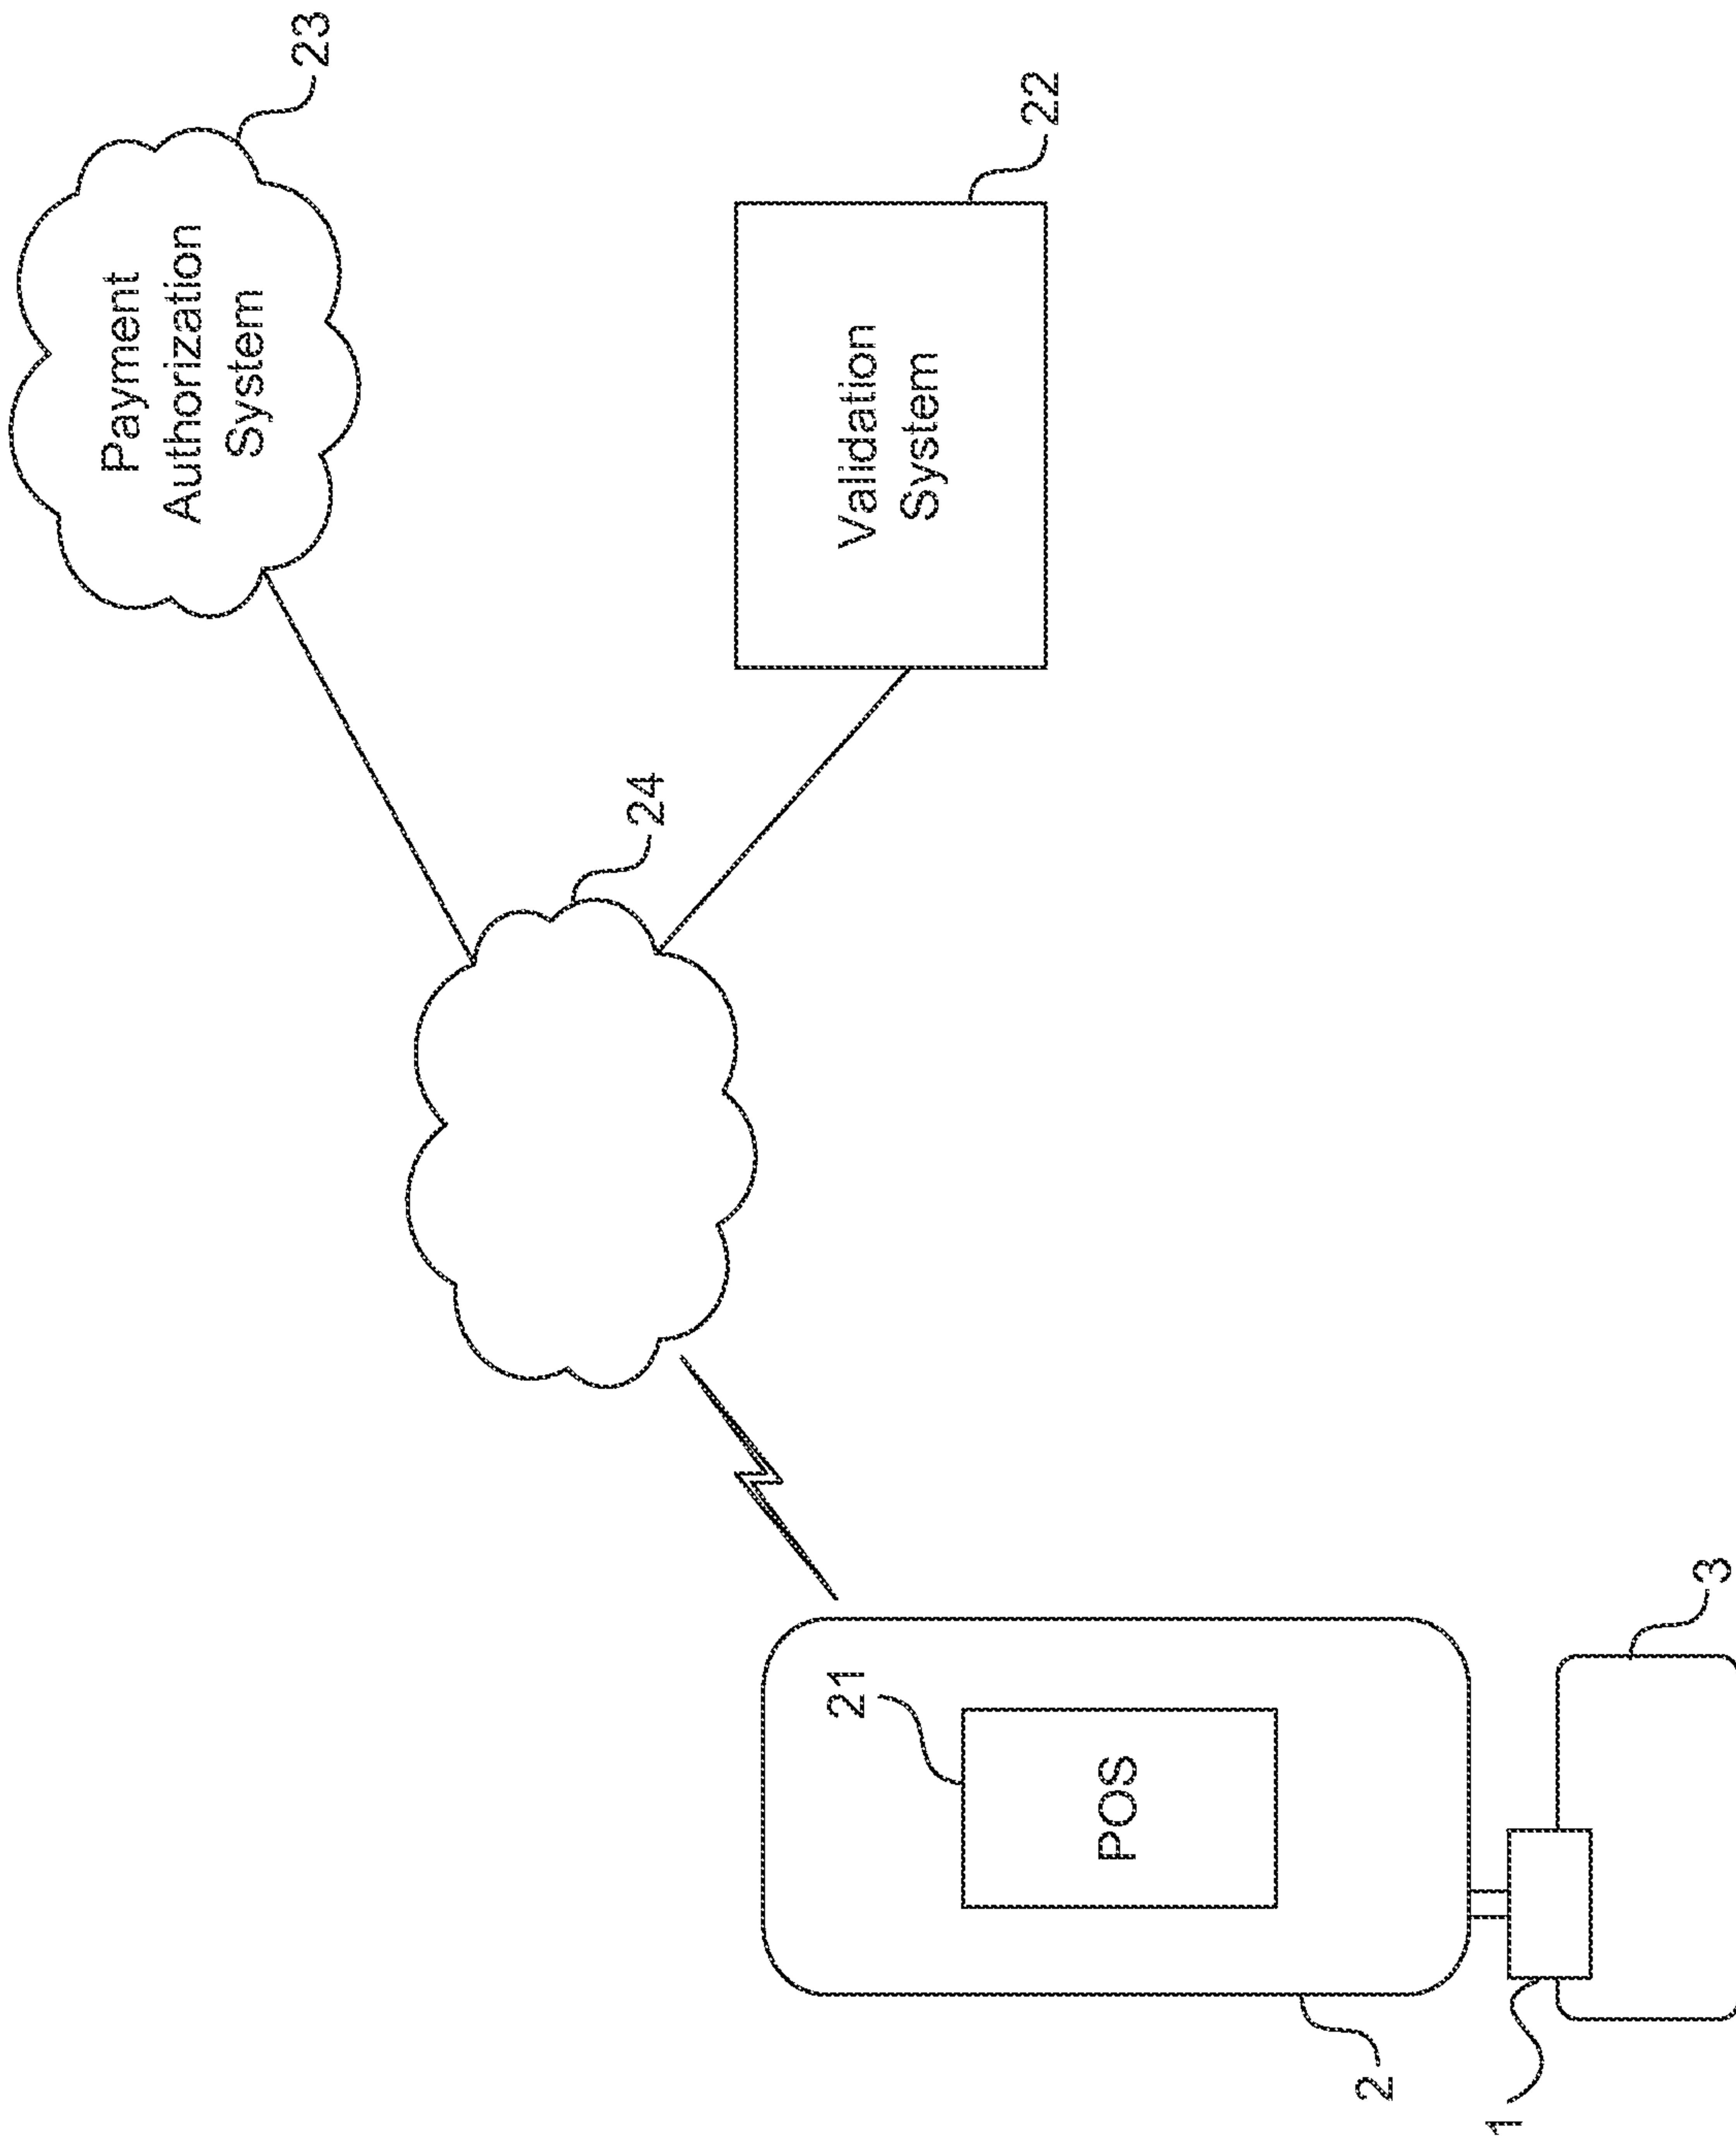 23
Payment
Authorization
System
22
Validation
System
24
21
POS
3
2
1